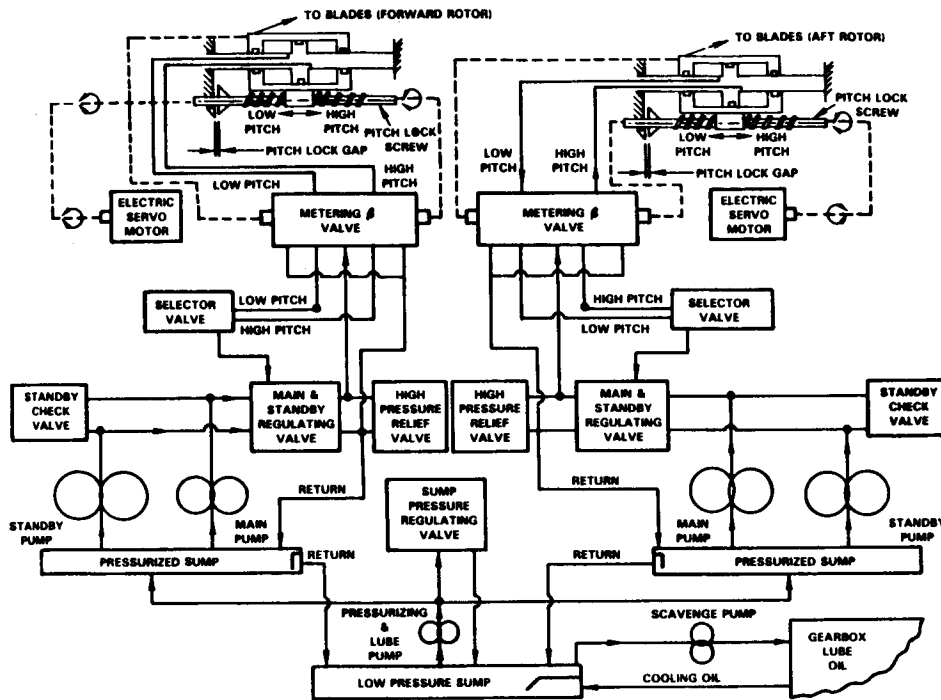 TO BLADES (FORWARD ROTOR)
TO BLADES (AFT ROTOR)
LOW PITCH
HIGH PITCH
PITCH LOCK SCREW
PITCH LOCK GAP
LOW PITCH
HIGH PITCH
ELECTRIC SERVO MOTOR
METERING β VALVE
LOW PITCH
HIGH PITCH
PITCH LOCK SCREW
LOW PITCH
HIGH PITCH
PITCH LOCK GAP
METERING β VALVE
ELECTRIC SERVO MOTOR
SELECTOR VALVE
LOW PITCH
HIGH PITCH
HIGH PITCH
LOW PITCH
SELECTOR VALVE
STANDBY CHECK VALVE
MAIN & STANDBY REGULATING VALVE
HIGH PRESSURE RELIEF VALVE
HIGH PRESSURE RELIEF VALVE
MAIN & STANDBY REGULATING VALVE
STANDBY CHECK VALVE
STANDBY PUMP
MAIN PUMP
RETURN
SUMP PRESSURE REGULATING VALVE
RETURN
MAIN PUMP
STANDBY PUMP
PRESSURIZED SUMP
RETURN
RETURN
PRESSURIZED SUMP
PRESSURIZING & LUBE PUMP
SCAVENGE PUMP
GEARBOX LUBE OIL
LOW PRESSURE SUMP
COOLING OIL